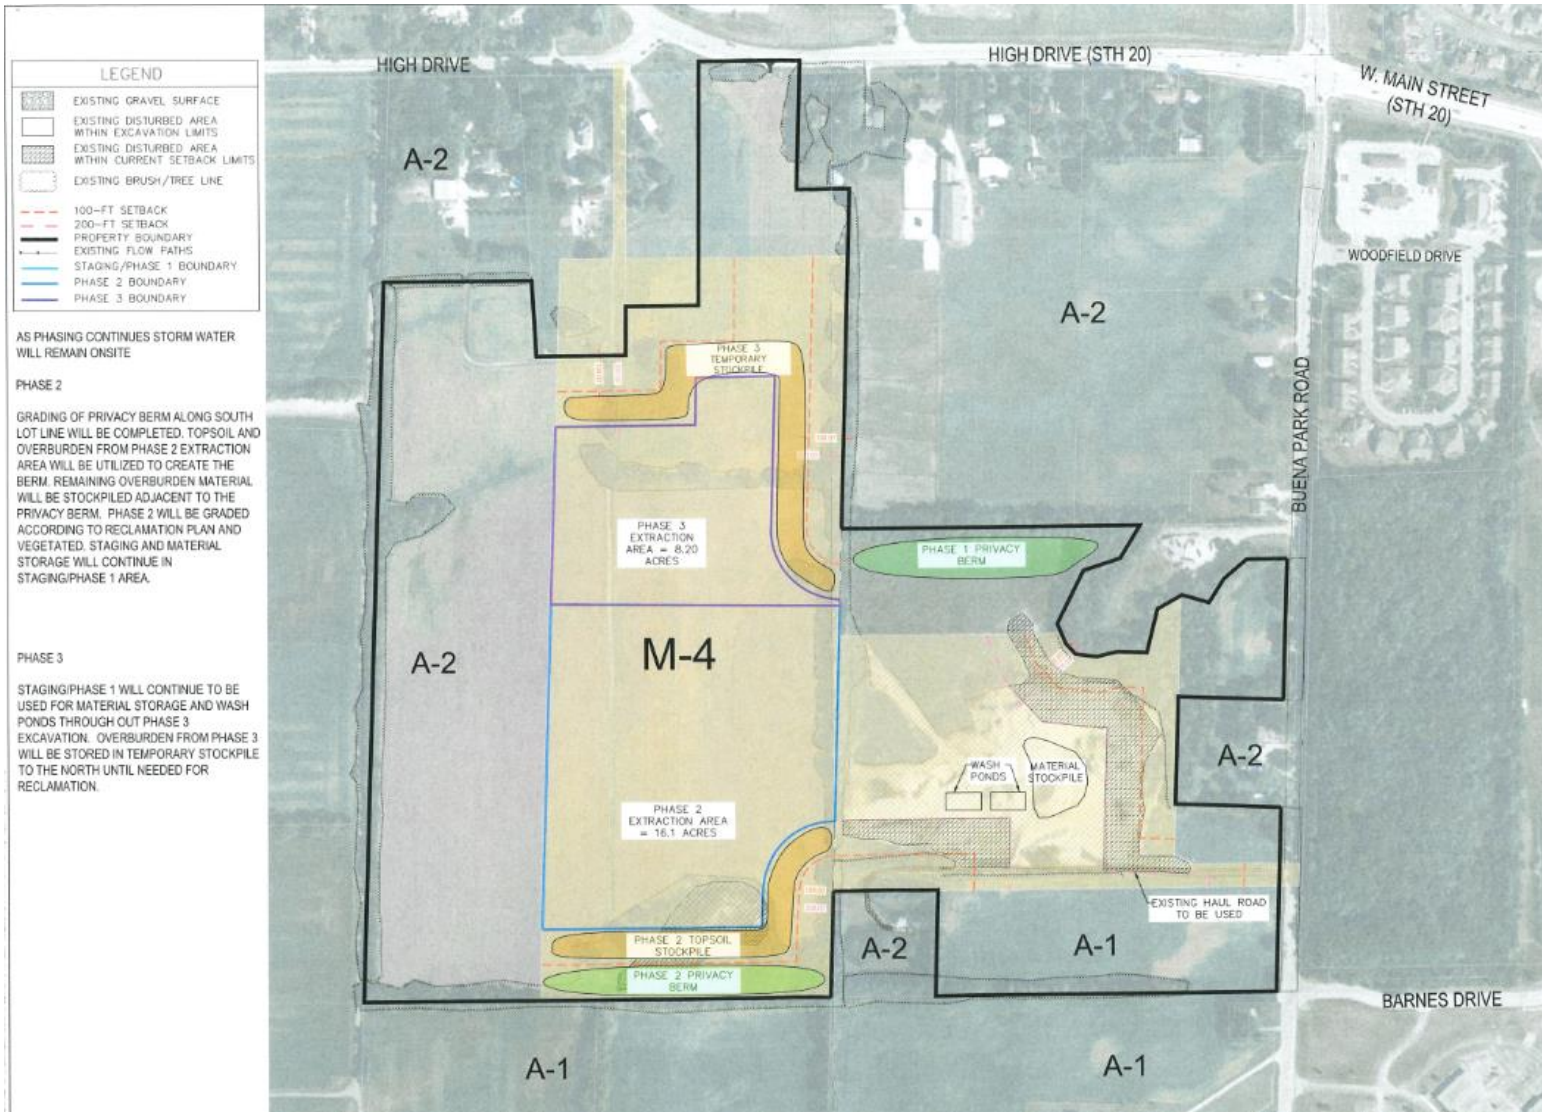 LEGEND
EXISTING GRAVEL SURFACE
EXISTING DISTURBED AREA
WITHIN EXCAVATION LIMITS
EXISTING DISTURBED AREA
WITHIN CURRENT SETBACK LIMITS
EXISTING BRUSH/TREE LINE
100-FT SETBACK
200-FT SETBACK
PROPERTY BOUNDARY
EXISTING FLOW PATHS
STAGING/PHASE 1 BOUNDARY
PHASE 2 BOUNDARY
PHASE 3 BOUNDARY
AS PHASING CONTINUES STORM WATER
WILL REMAIN ONSITE
PHASE 2
GRADING OF PRIVACY BERM ALONG SOUTH
LOT LINE WILL BE COMPLETED. TOPSOIL AND
OVERBURDEN FROM PHASE 2 EXTRACTION
AREA WILL BE UTILIZED TO CREATE THE
BERM. REMAINING OVERBURDEN MATERIAL
WILL BE STOCKPILED ADJACENT TO THE
PRIVACY BERM. PHASE 2 WILL BE GRADED
ACCORDING TO RECLAMATION PLAN AND
VEGETATED. STAGING AND MATERIAL
STORAGE WILL CONTINUE IN
STAGING/PHASE 1 AREA.
PHASE 3
STAGING/PHASE 1 WILL CONTINUE TO BE
USED FOR MATERIAL STORAGE AND WASH
PONDS THROUGH OUT PHASE 3
EXCAVATION. OVERBURDEN FROM PHASE 3
WILL BE STORED IN TEMPORARY STOCKPILE
TO THE NORTH UNTIL NEEDED FOR
RECLAMATION.
HIGH DRIVE
HIGH DRIVE (STH 20)
W. MAIN STREET
(STH 20)
A-2
WOODFIELD DRIVE
A-2
BUENA PARK ROAD
PHASE 3
TEMPORARY
STOCKPILE
PHASE 3
EXTRACTION
AREA = 8.20
ACRES
PHASE 1 PRIVACY
BERM
A-2
M-4
WASH
PONDS
MATERIAL
STOCKPILE
A-2
PHASE 2
EXTRACTION AREA
= 16.1 ACRES
EXISTING HAUL ROAD
TO BE USED
PHASE 2 TOPSOIL
STOCKPILE
A-2
A-1
PHASE 2 PRIVACY
BERM
BARNES DRIVE
A-1
A-1